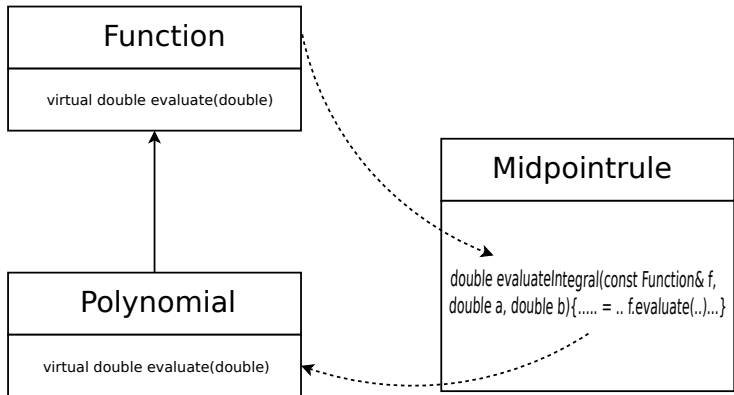 Function
virtual double evaluate(double)
Midpointrule
double evaluateIntegral(const Function& f,
double a, double b){..... = .. f.evaluate(..)...}
Polynomial
virtual double evaluate(double)